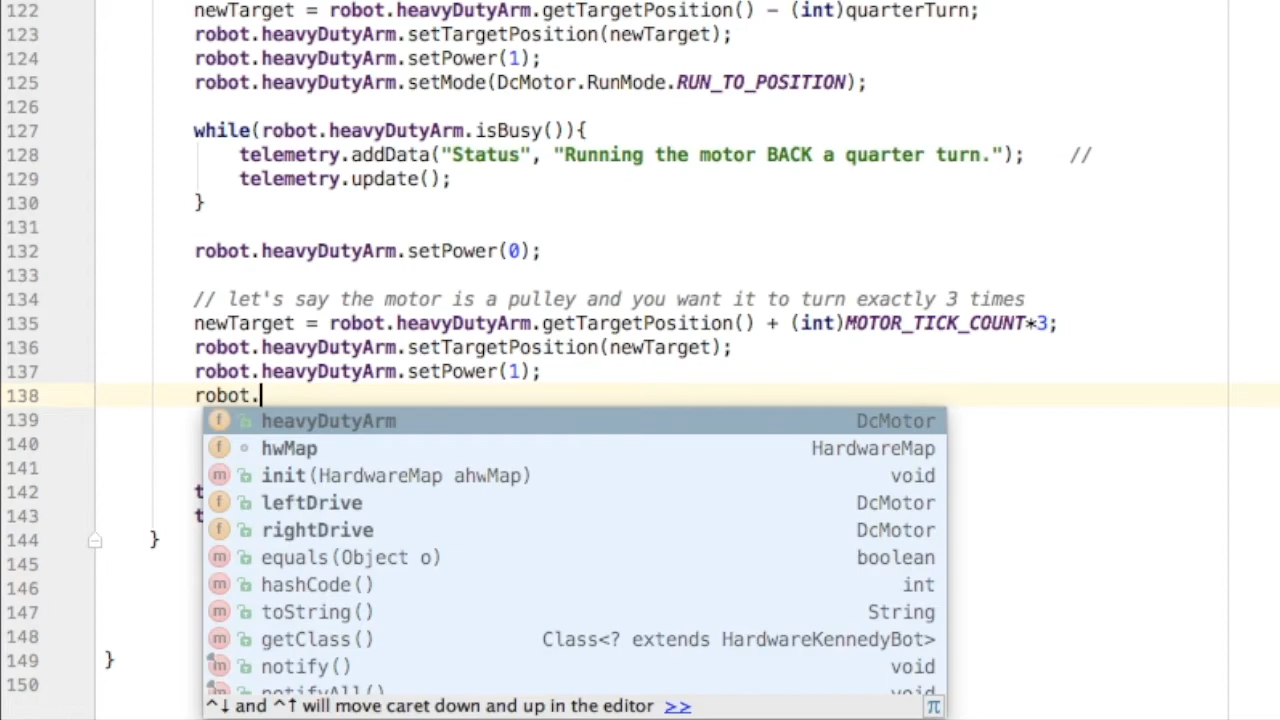 122 newTarget = robot.heavyDutyArm.getTargetPosition() - (int)quarterTurn;
123 robot.heavyDutyArm.setTargetPosition(newTarget);
124 robot.heavyDutyArm.setPower(1);
125 robot.heavyDutyArm.setMode(DcMotor.RunMode.RUN_TO_POSITION);
126
127 while(robot.heavyDutyArm.isBusy()){
128 telemetry.addData("Status", "Running the motor BACK a quarter turn."); //
129 telemetry.update();
130 }
131
132 robot.heavyDutyArm.setPower(0);
133
134 // let's say the motor is a pulley and you want it to turn exactly 3 times
135 newTarget = robot.heavyDutyArm.getTargetPosition() + (int)MOTOR_TICK_COUNT*3;
136 robot.heavyDutyArm.setTargetPosition(newTarget);
137 robot.heavyDutyArm.setPower(1);
138 robot.
139 f heavyDutyArm DcMotor
140 f hwMap HardwareMap
141 m init(HardwareMap ahwMap) void
142 t f leftDrive DcMotor
143 t f rightDrive DcMotor
144 } m equals(Object o) boolean
145
146 m hashCode() int
147 m toString() String
148 m getClass() Class<? extends HardwareKennedyBot>
149 } m notify() void
150 m notifyAll() void
^↓ and ^↑ will move caret down and up in the editor >> π